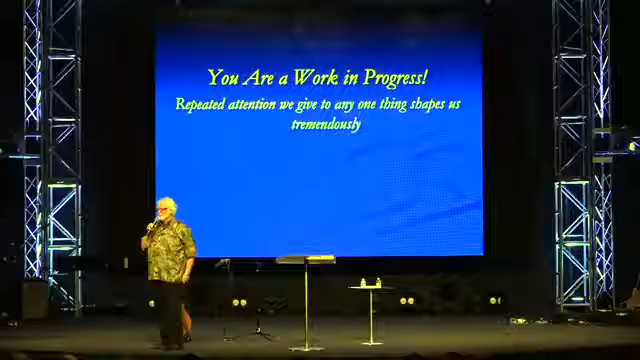 You Are a Work in Progress!
Repeated attention we give to any one thing shapes us
tremendously